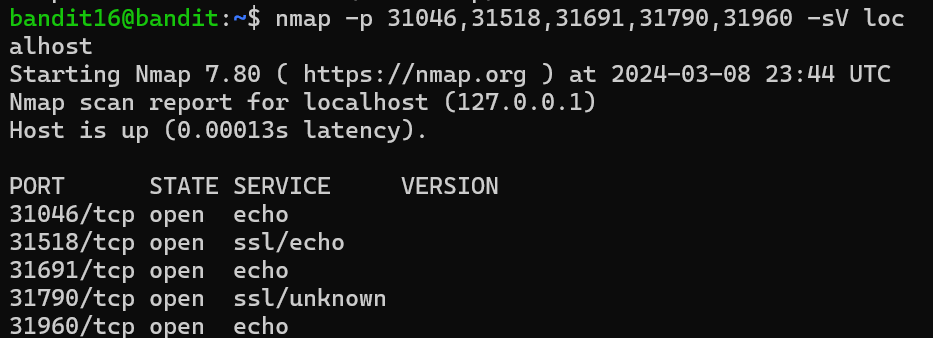 bandit16@bandit:~$ nmap -p 31046,31518,31691,31790,31960 -sV loc
alhost
Starting Nmap 7.80 ( https://nmap.org ) at 2024-03-08 23:44 UTC
Nmap scan report for localhost (127.0.0.1)
Host is up (0.00013s latency).

PORT      STATE SERVICE     VERSION
31046/tcp open  echo
31518/tcp open  ssl/echo
31691/tcp open  echo
31790/tcp open  ssl/unknown
31960/tcp open  echo